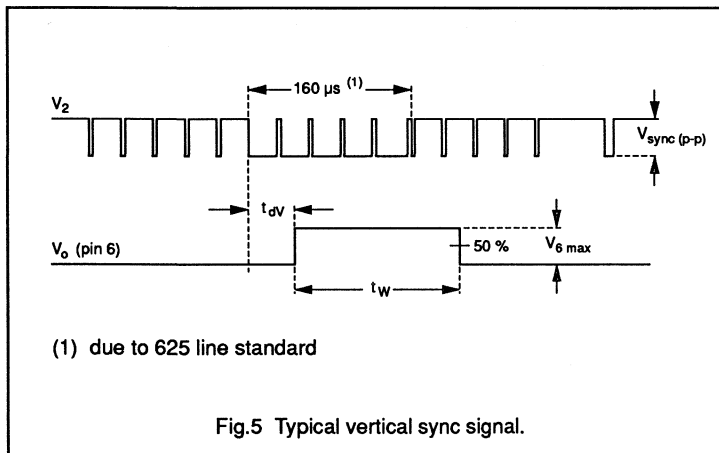 160 µs (1)
V2
Vsync (p-p)
tdV
Vo (pin 6)
50 %
V6 max
tW
(1) due to 625 line standard
Fig.5 Typical vertical sync signal.